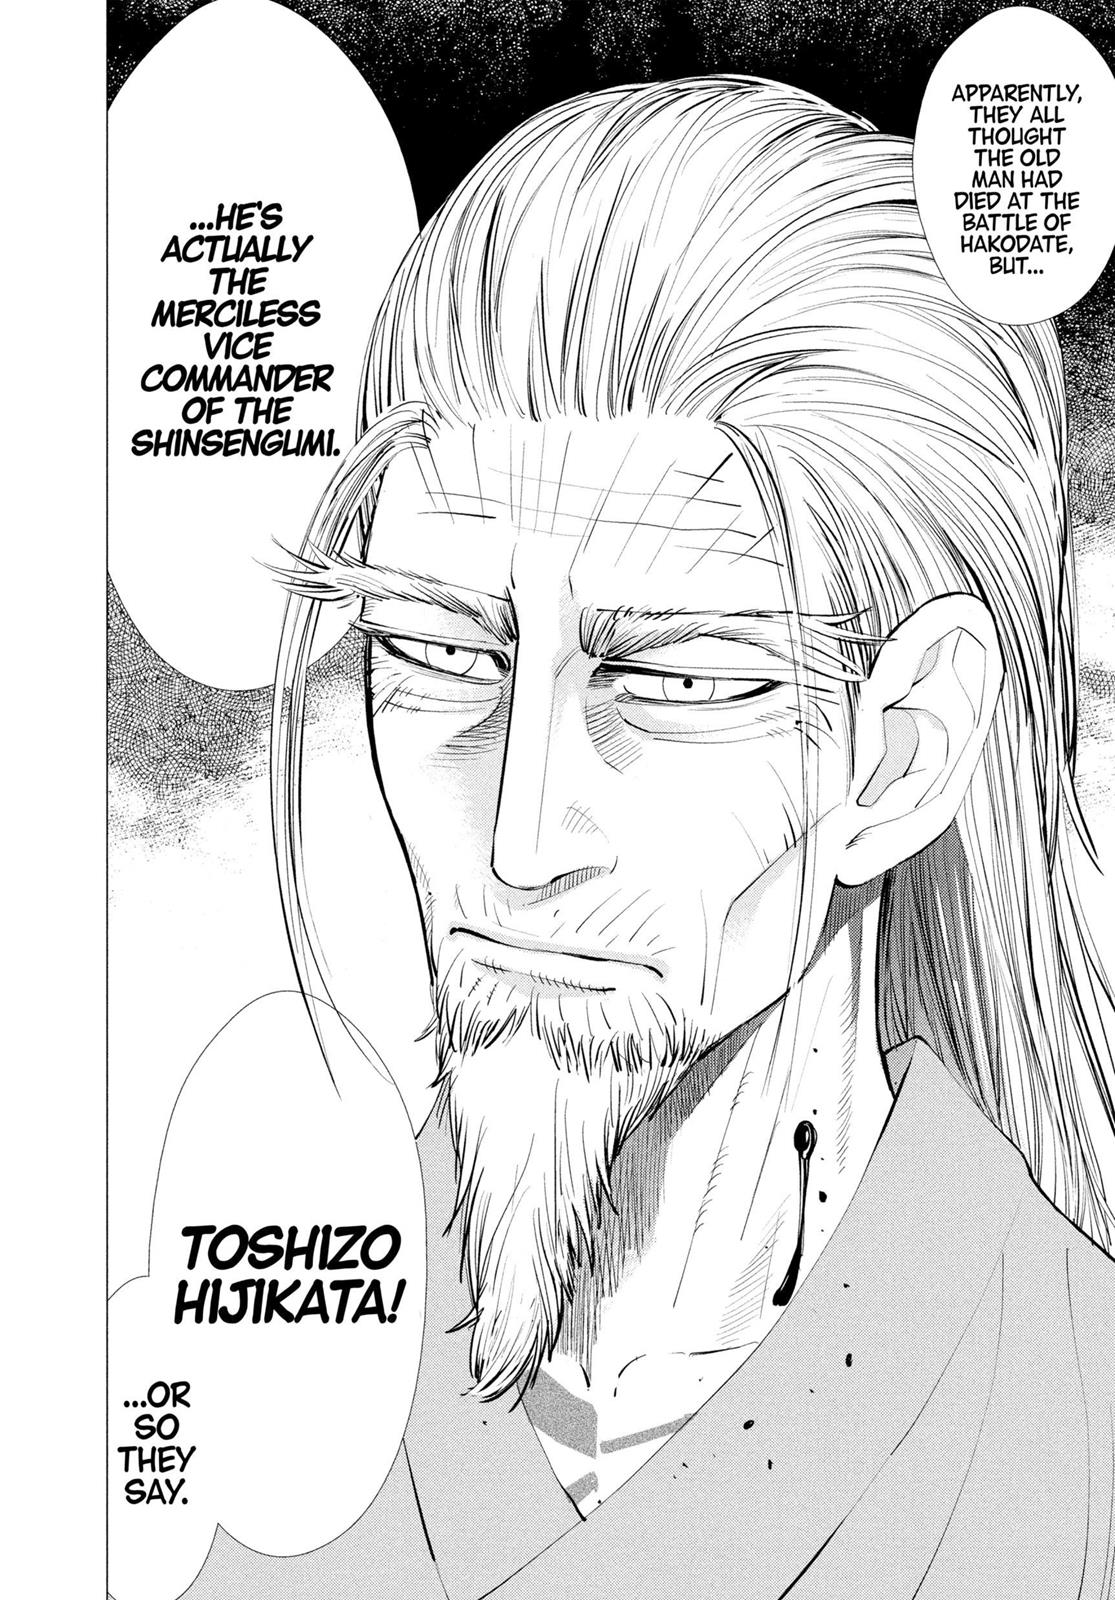 APPARENTLY,
THEY ALL
THOUGHT
THE OLD
MAN HAD
DIED AT THE
BATTLE OF
HAKODATE,
BUT...
...HE'S
ACTUALLY
THE
MERCILESS
VICE
COMMANDER
OF THE
SHINSENGUMI.
TOSHIZO
HIJIKATA!
...OR
SO
THEY
SAY.